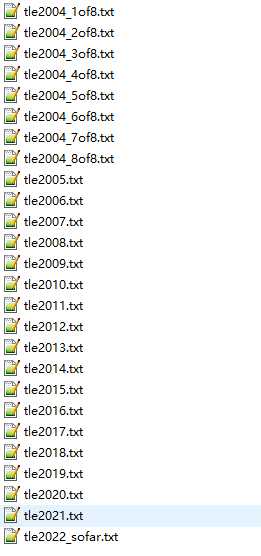 tle2004_1of8.txt
tle2004_2of8.txt
tle2004_3of8.txt
tle2004_4of8.txt
tle2004_5of8.txt
tle2004_6of8.txt
tle2004_7of8.txt
tle2004_8of8.txt
tle2005.txt
tle2006.txt
tle2007.txt
tle2008.txt
tle2009.txt
tle2010.txt
tle2011.txt
tle2012.txt
tle2013.txt
tle2014.txt
tle2015.txt
tle2016.txt
tle2017.txt
tle2018.txt
tle2019.txt
tle2020.txt
tle2021.txt
tle2022_sofar.txt